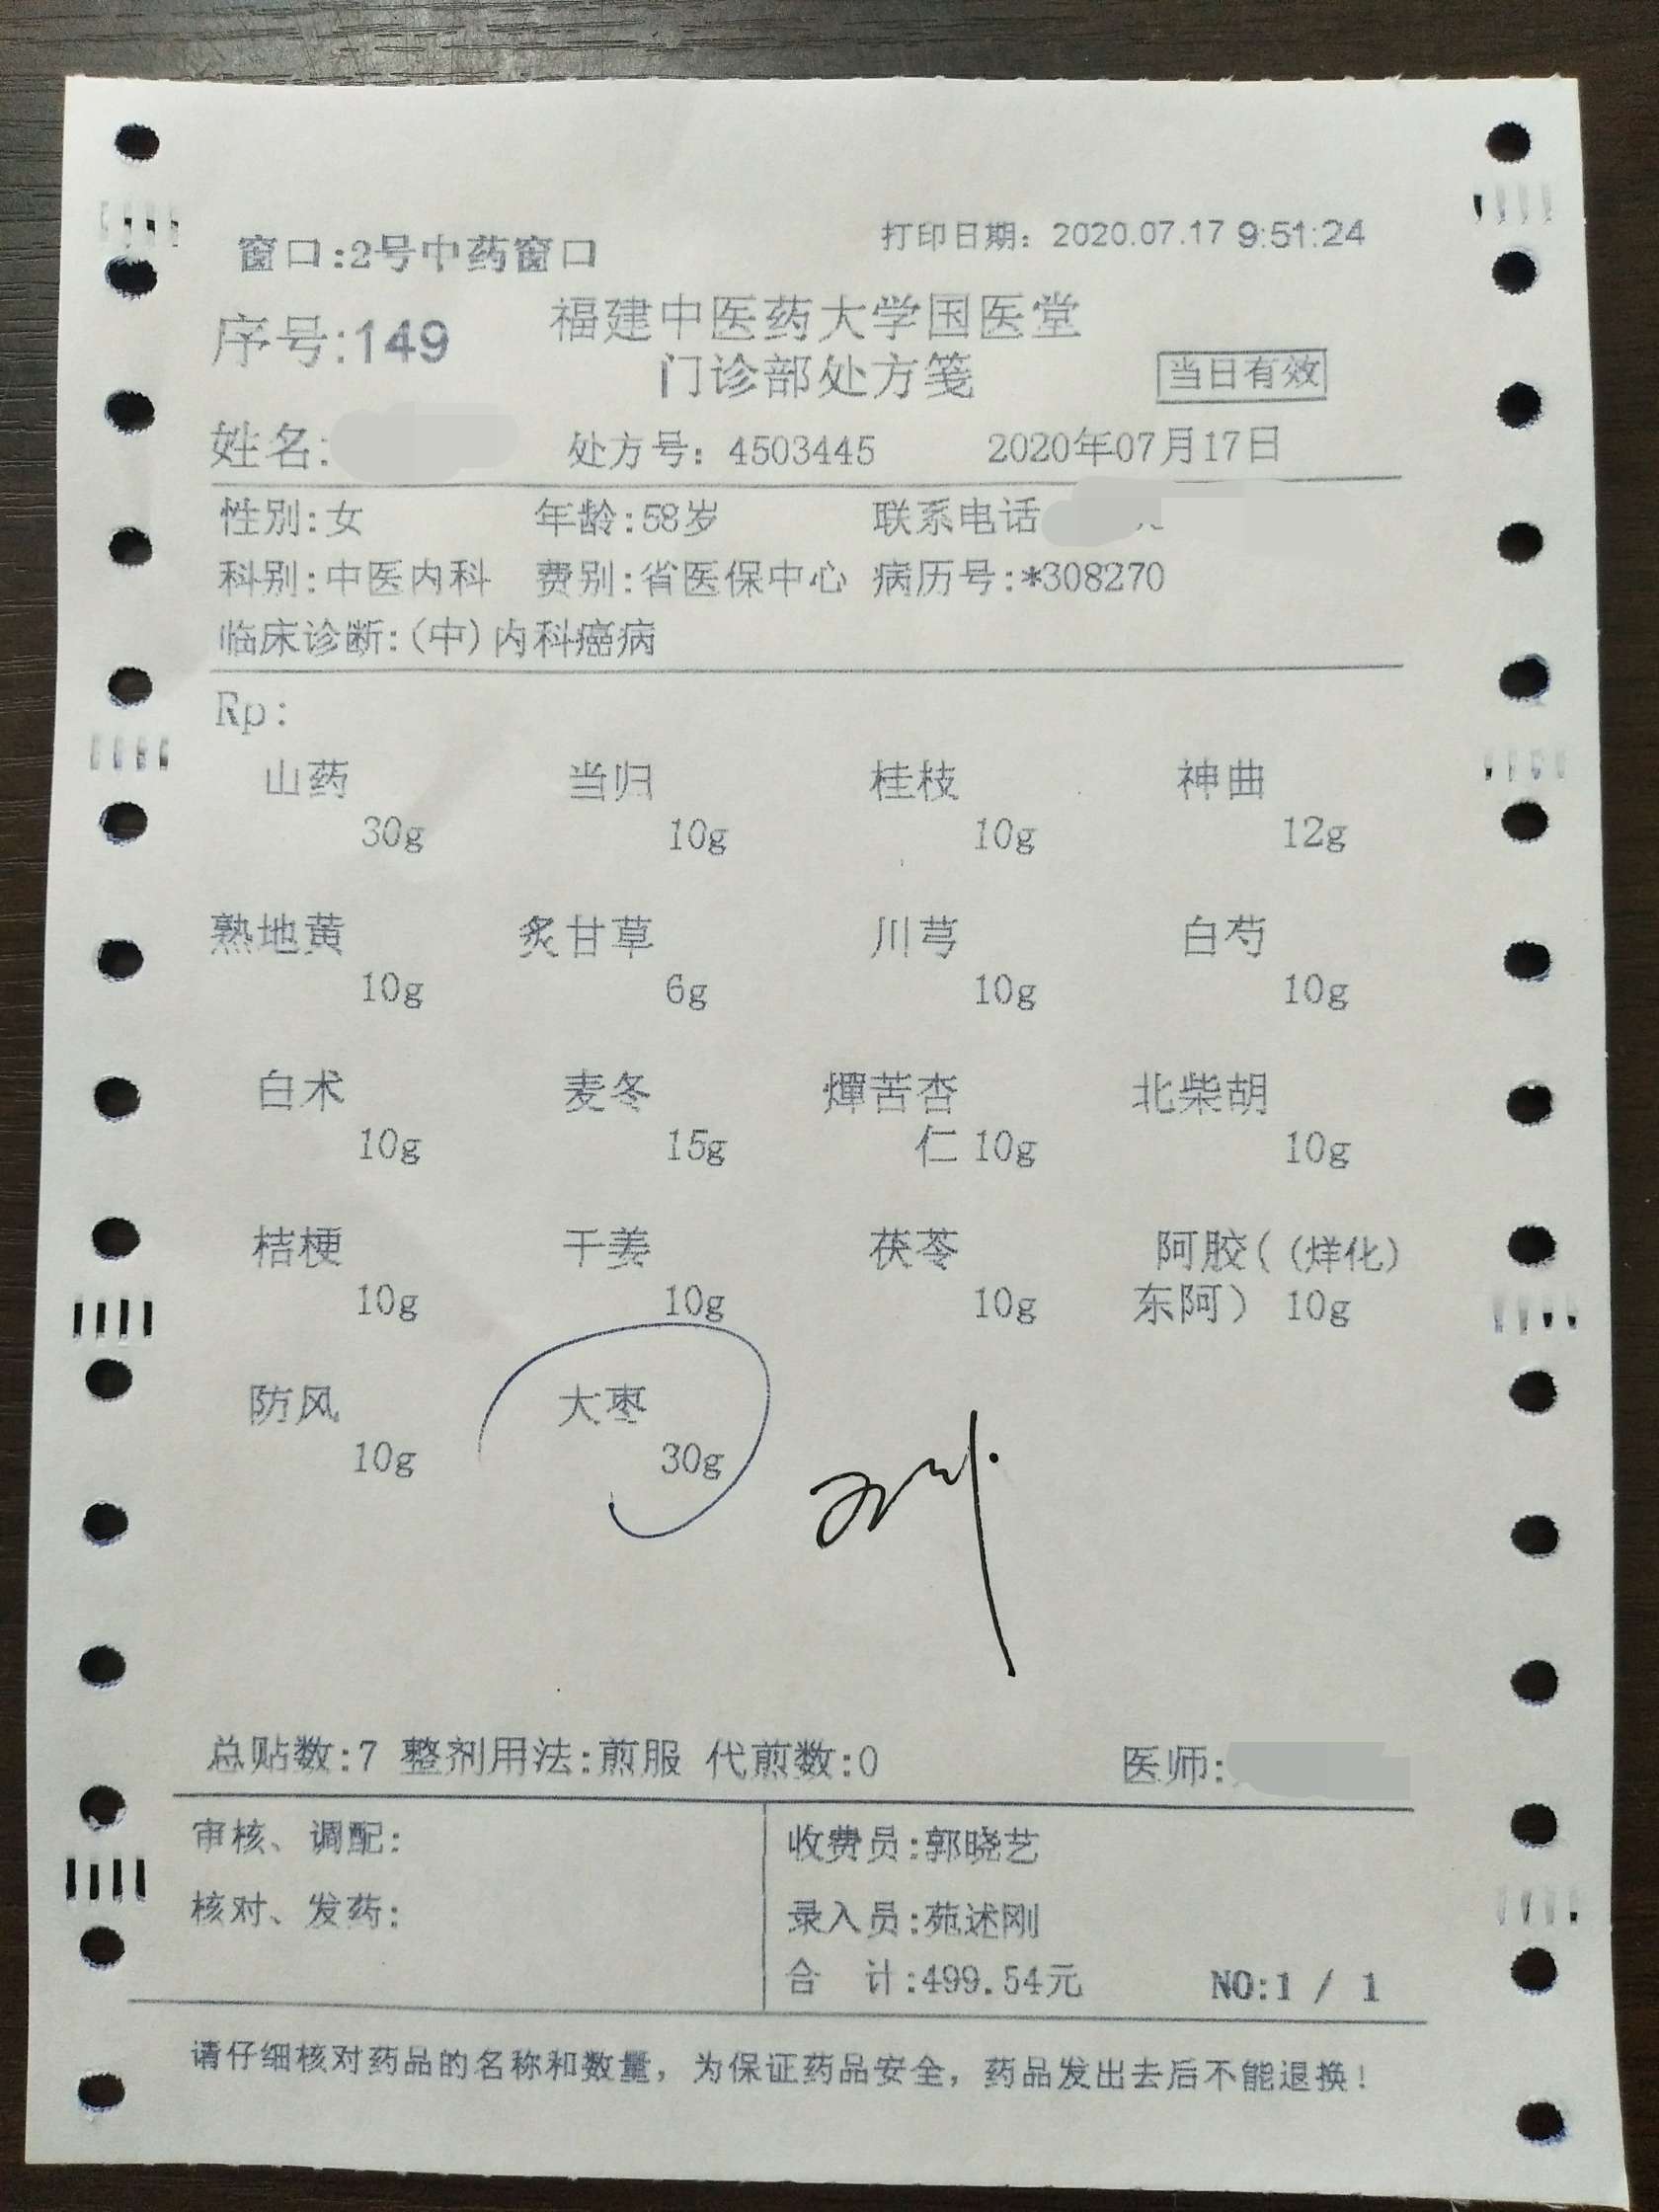 窗口:2号中药窗口
打印日期：2020.07.17 9:51:24
序号:149
福建中医药大学国医堂
门诊部处方笺
当日有效
姓名:
处方号：4503445
2020年07月17日
性别:女 年龄:58岁 联系电话
科别:中医内科 费别:省医保中心 病历号:*308270
临床诊断:(中)内科癌病
Rp:
山药 当归 桂枝 神曲
30g 10g 10g 12g
熟地黄 炙甘草 川芎 白芍
10g 6g 10g 10g
白术 麦冬 燀苦杏 北柴胡
10g 15g 仁 10g 10g
桔梗 干姜 茯苓 阿胶( (烊化)
10g 10g 10g 东阿） 10g
防风 大枣
10g 30g
总贴数:7 整剂用法:煎服 代煎数:0 医师:
审核、调配:
核对、发药:
收费员:郭晓艺
录入员:苑述刚
合 计:499.54元 NO:1 / 1
请仔细核对药品的名称和数量，为保证药品安全，药品发出去后不能退换！